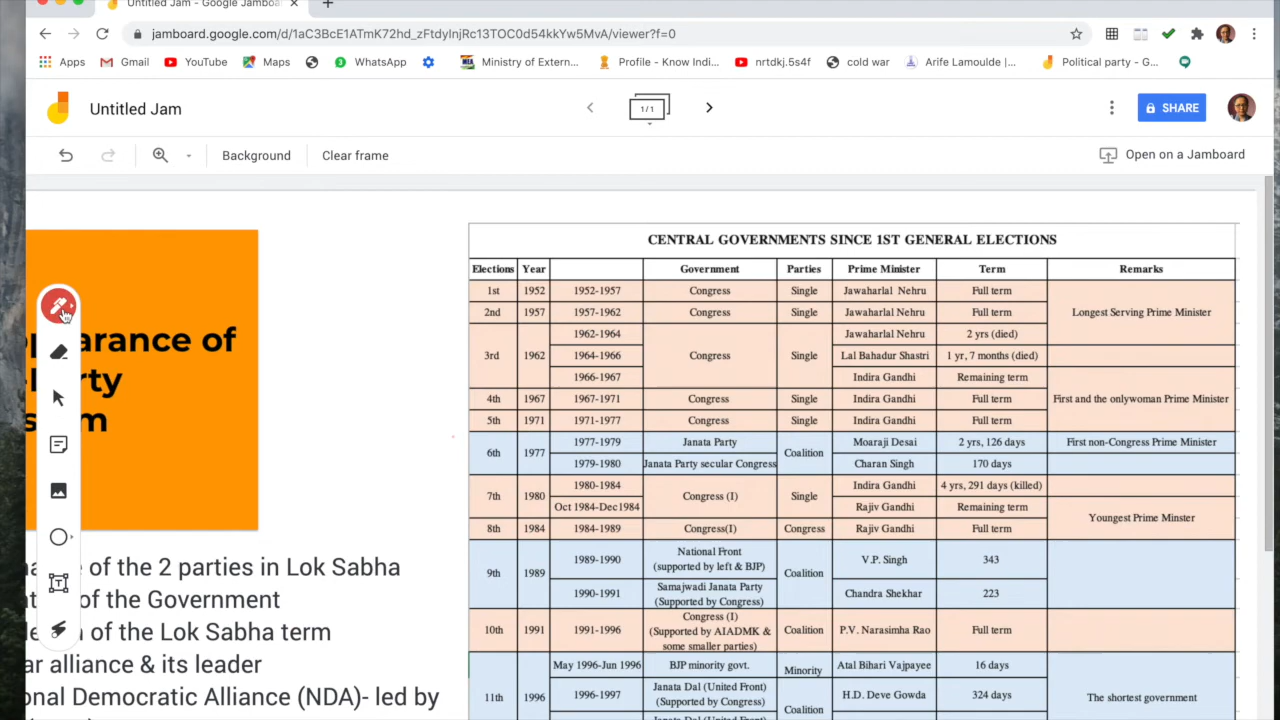 Untitled Jam - Google Jamboa
jamboard.google.com/d/1aC3BcE1ATmK72hd_zFtdyInjRc13TOC0d54kkYw5MvA/viewer?f=0
Apps Gmail YouTube Maps WhatsApp Ministry of Extern... Profile - Know Indi... nrtdkj.5s4f cold war Arife Lamoulde |... Political party - G...
Untitled Jam
1/1
SHARE
Background Clear frame
Open on a Jamboard
arance of
arty
m
e of the 2 parties in Lok Sabha
of the Government
n of the Lok Sabha term
ar alliance & its leader
onal Democratic Alliance (NDA)- led by
CENTRAL GOVERNMENTS SINCE 1ST GENERAL ELECTIONS
Elections Year Government Parties Prime Minister Term Remarks
1st 1952 1952-1957 Congress Single Jawaharlal Nehru Full term
2nd 1957 1957-1962 Congress Single Jawaharlal Nehru Full term Longest Serving Prime Minister
1962-1964 Jawaharlal Nehru 2 yrs (died)
3rd 1962 1964-1966 Congress Single Lal Bahadur Shastri 1 yr, 7 months (died)
1966-1967 Indira Gandhi Remaining term
4th 1967 1967-1971 Congress Single Indira Gandhi Full term First and the onlywoman Prime Minister
5th 1971 1971-1977 Congress Single Indira Gandhi Full term
6th 1977 1977-1979 Janata Party Coalition Moaraji Desai 2 yrs, 126 days First non-Congress Prime Minister
1979-1980 Janata Party secular Congress Charan Singh 170 days
7th 1980 1980-1984 Congress (I) Single Indira Gandhi 4 yrs, 291 days (killed)
Oct 1984-Dec1984 Rajiv Gandhi Remaining term Youngest Prime Minster
8th 1984 1984-1989 Congress(I) Congress Rajiv Gandhi Full term
9th 1989 1989-1990 National Front Coalition V.P. Singh 343
(supported by left & BJP)
1990-1991 Samajwadi Janata Party Chandra Shekhar 223
(Supported by Congress)
10th 1991 1991-1996 Congress (I) Coalition P.V. Narasimha Rao Full term
(Supported by AIADMK &
some smaller parties)
May 1996-Jun 1996 BJP minority govt. Minority Atal Bihari Vajpayee 16 days
11th 1996 1996-1997 Janata Dal (United Front) Coalition H.D. Deve Gowda 324 days The shortest government
(Supported by Congress)
Janata Dal (United Front)